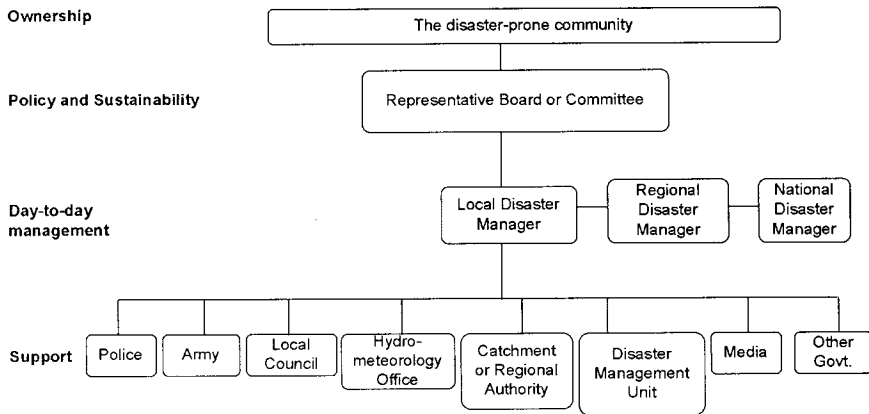 Ownership
The disaster-prone community
Policy and Sustainability
Representative Board or Committee
Day-to-day
management
Local Disaster
Manager
Regional
Disaster
Manager
National
Disaster
Manager
Support
Police
Army
Local
Council
Hydro-
meteorology
Office
Catchment
or Regional
Authority
Disaster
Management
Unit
Media
Other
Govt.